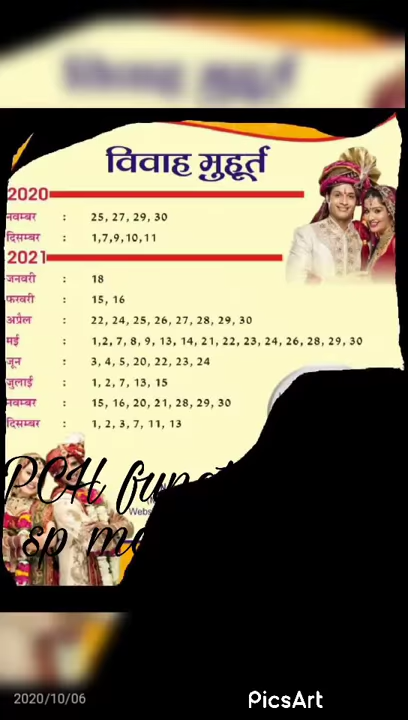 विवाह मुहूर्त
2020
नवम्बर : 25, 27, 29, 30
दिसम्बर : 1,7,9,10,11
2021
जनवरी : 18
फरवरी : 15, 16
अप्रैल : 22, 24, 25, 26, 27, 28, 29, 30
मई : 1,2, 7, 8, 9, 13, 14, 21, 22, 23, 24, 26, 28, 29, 30
जून : 3, 4, 5, 20, 22, 23, 24
जुलाई : 1, 2, 7, 13, 15
नवम्बर : 15, 16, 20, 21, 28, 29, 30
दिसम्बर : 1, 2, 3, 7, 11, 13
PCH
sp
2020/10/06
PicsArt